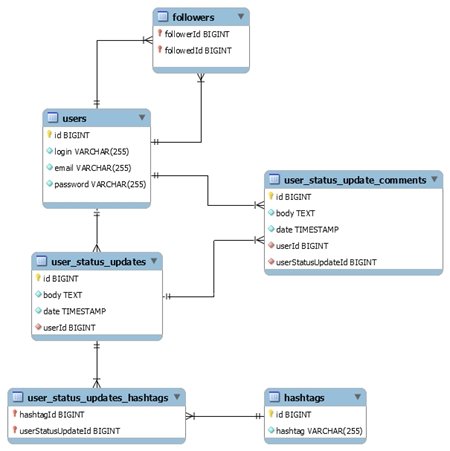 followers
followerId BIGINT
followedId BIGINT
users
id BIGINT
login VARCHAR(255)
email VARCHAR(255)
password VARCHAR(255)
user_status_update_comments
id BIGINT
body TEXT
date TIMESTAMP
userId BIGINT
userStatusUpdateId BIGINT
user_status_updates
id BIGINT
body TEXT
date TIMESTAMP
userId BIGINT
user_status_updates_hashtags
hashtagId BIGINT
userStatusUpdateId BIGINT
hashtags
id BIGINT
hashtag VARCHAR(255)